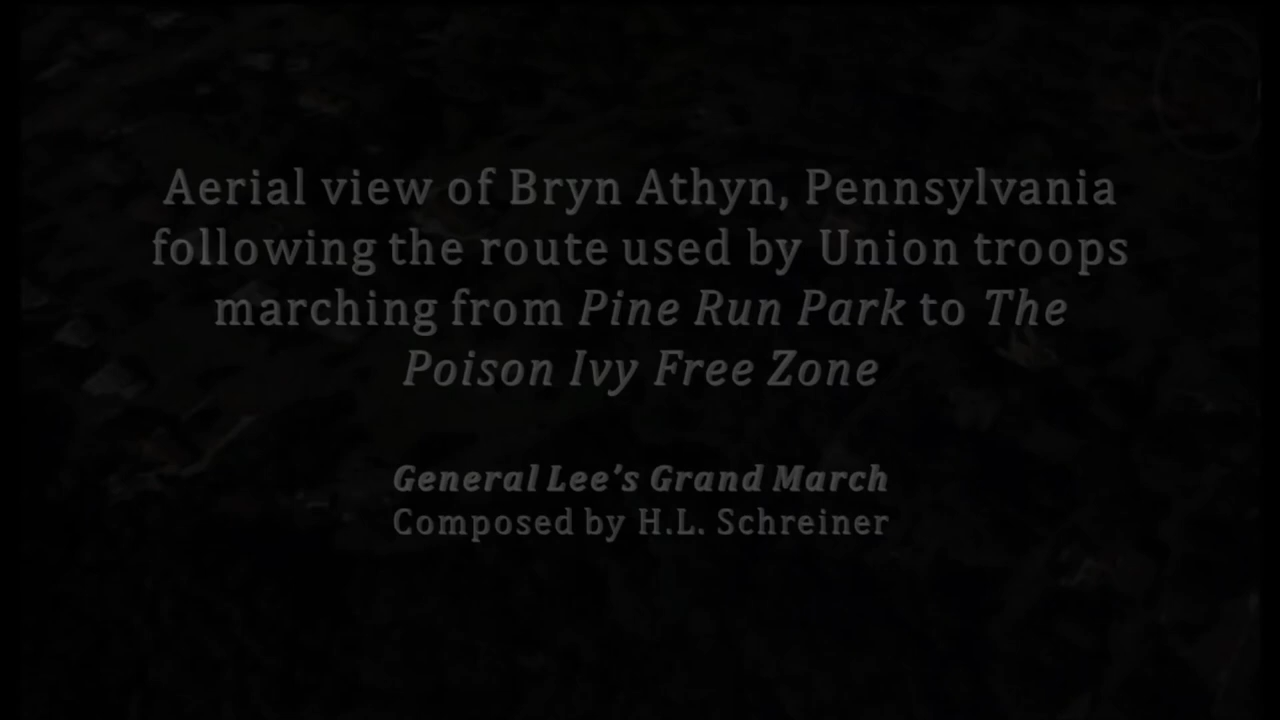 Aerial view of Bryn Athyn, Pennsylvania
following the route used by Union troops
marching from Pine Run Park to The
Poison Ivy Free Zone
General Lee’s Grand March
Composed by H.L. Schreiner